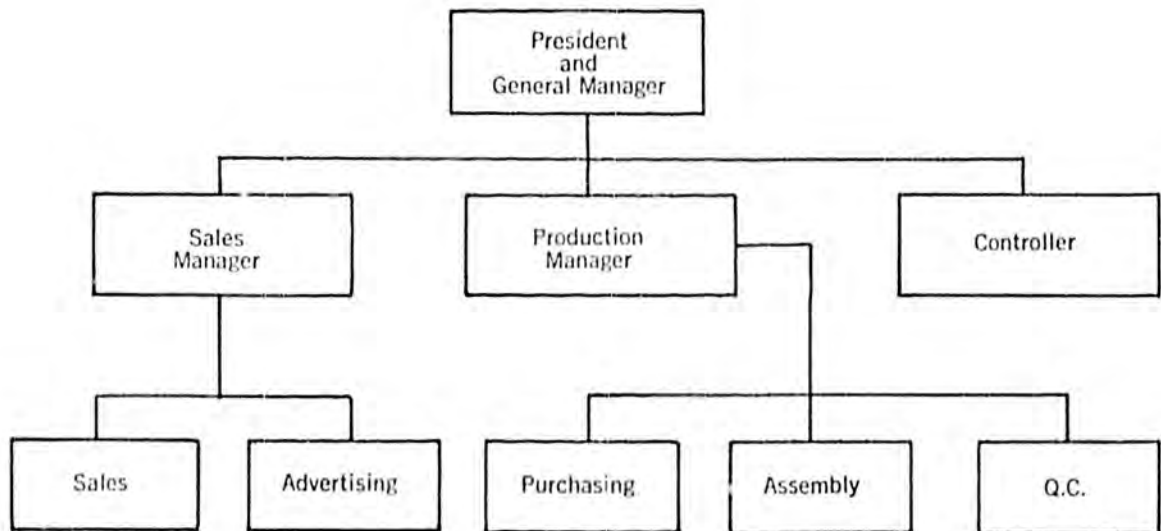 President
and
General Manager
Sales
Manager
Production
Manager
Controller
Sales
Advertising
Purchasing
Assembly
Q.C.